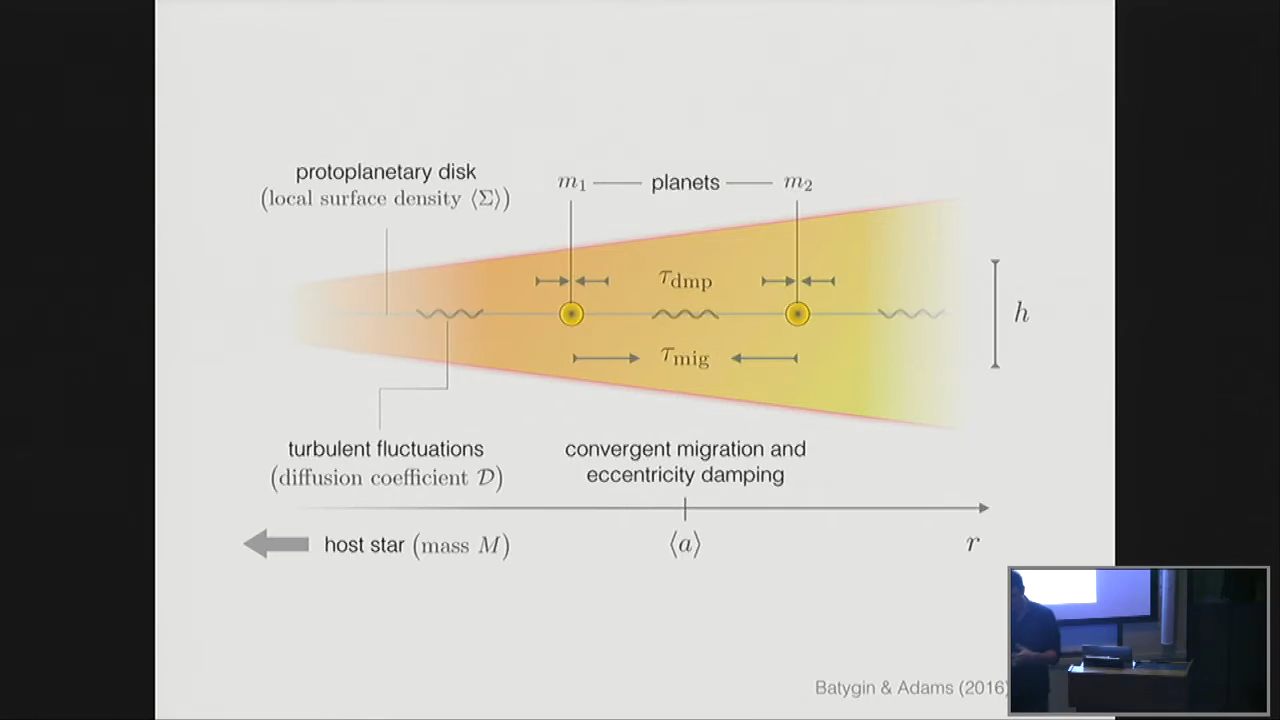 protoplanetary disk
(local surface density ⟨Σ⟩)
m₁ planets m₂
τdmp
h
τmig
turbulent fluctuations
(diffusion coefficient 𝒟)
convergent migration and
eccentricity damping
host star (mass M)
⟨a⟩
r
Batygin & Adams (2016)